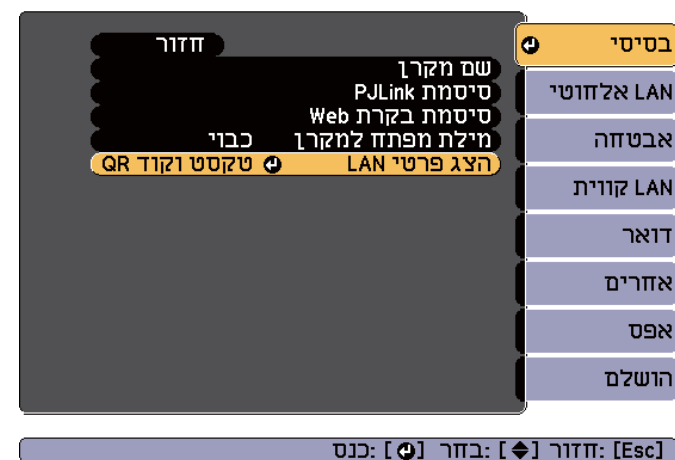 בסיסי
LAN אלחוטי
אבטחה
LAN קווית
דואר
אחרים
אפס
הושלם
חזור
שם מקרן
סיסמת PJLink
סיסמת בקרת Web
מילת מפתח למקרן כבוי
הצג פרטי LAN טקסט וקוד QR
[Esc] :חזור [ ] :בחר [ ] :כנס